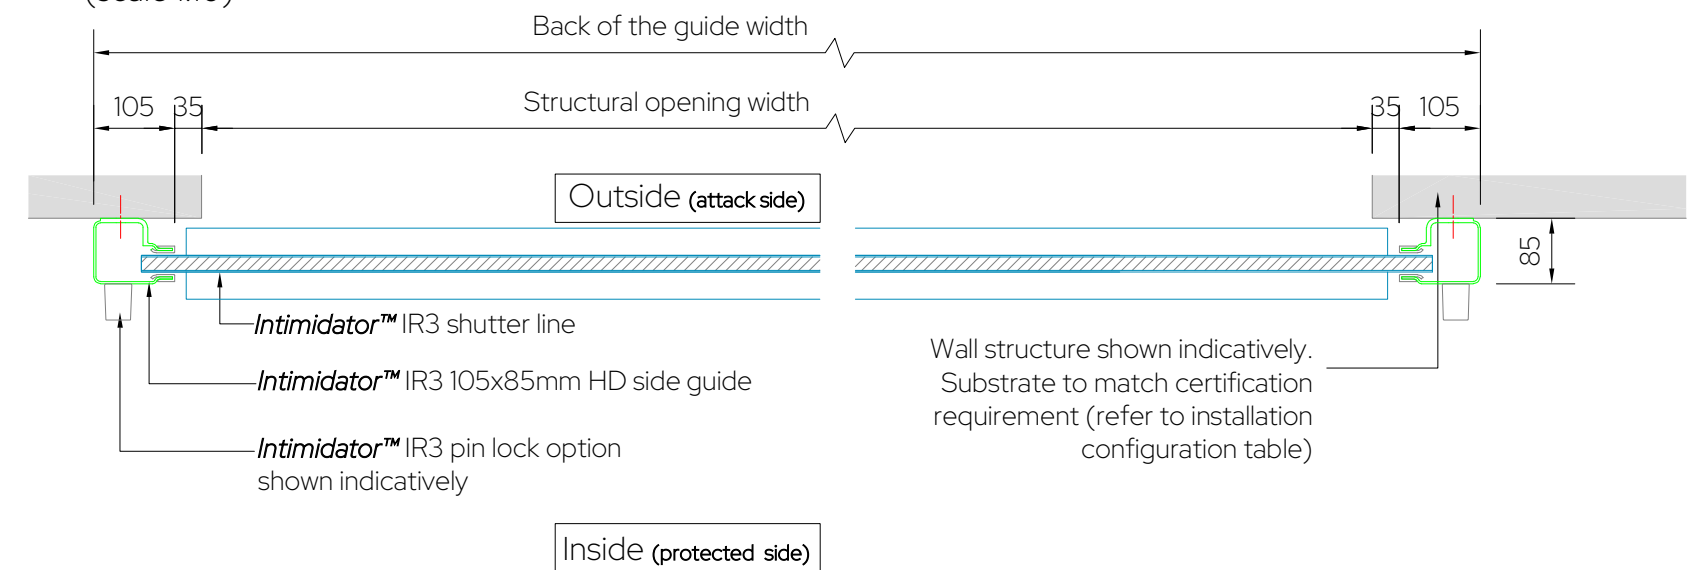 Back of the guide width
105 35 Structural opening width 35 105
Outside (attack side)
85
Intimidator™ IR3 shutter line
Wall structure shown indicatively.
Substrate to match certification
requirement (refer to installation
configuration table)
Intimidator™ IR3 105x85mm HD side guide
Intimidator™ IR3 pin lock option
shown indicatively
Inside (protected side)